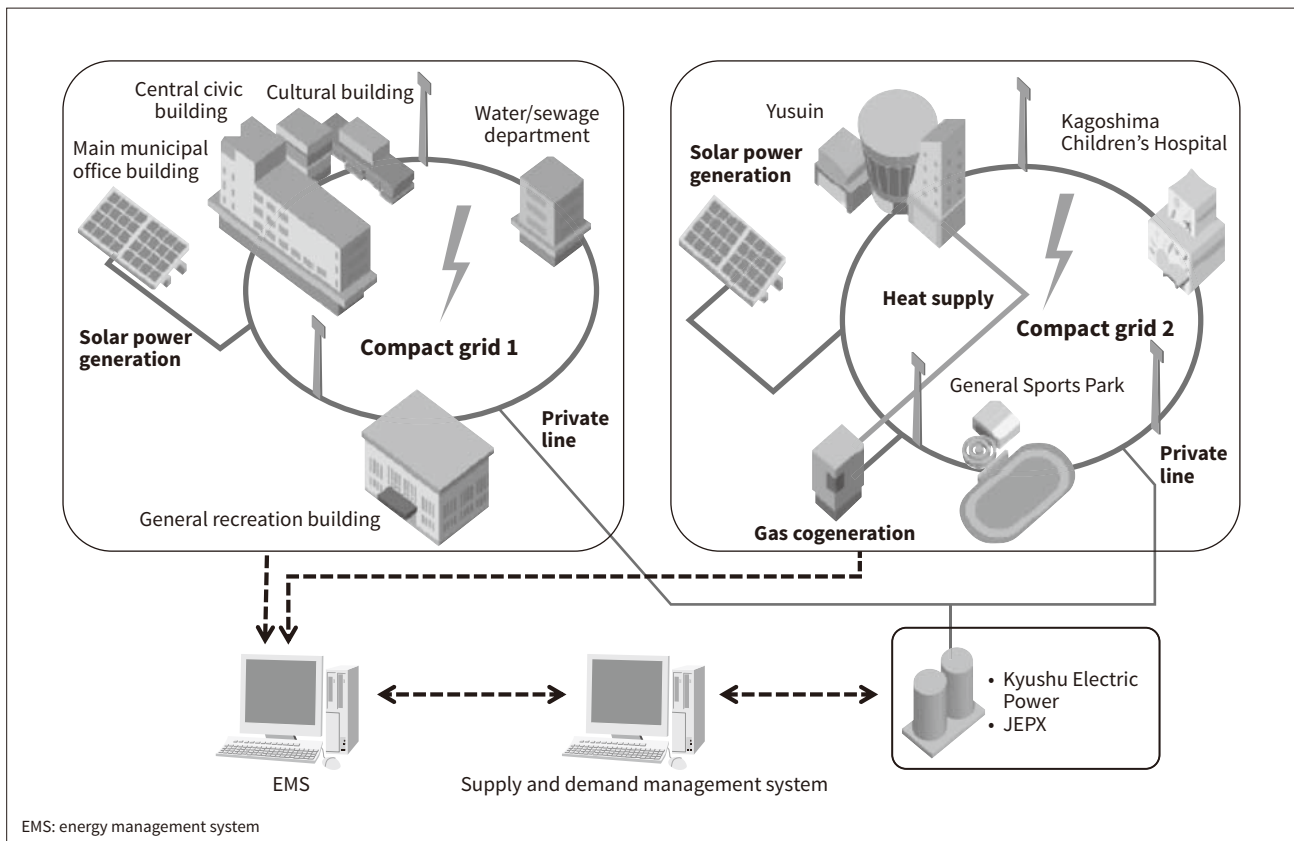 Central civic
building
Cultural building
Water/sewage
department
Main municipal
office building
Solar power
generation
Compact grid 1
Private
line
General recreation building
Yusuin
Kagoshima
Children’s Hospital
Solar power
generation
Heat supply
Compact grid 2
General Sports Park
Private
line
Gas cogeneration
• Kyushu Electric
Power
• JEPX
EMS
Supply and demand management system
EMS: energy management system